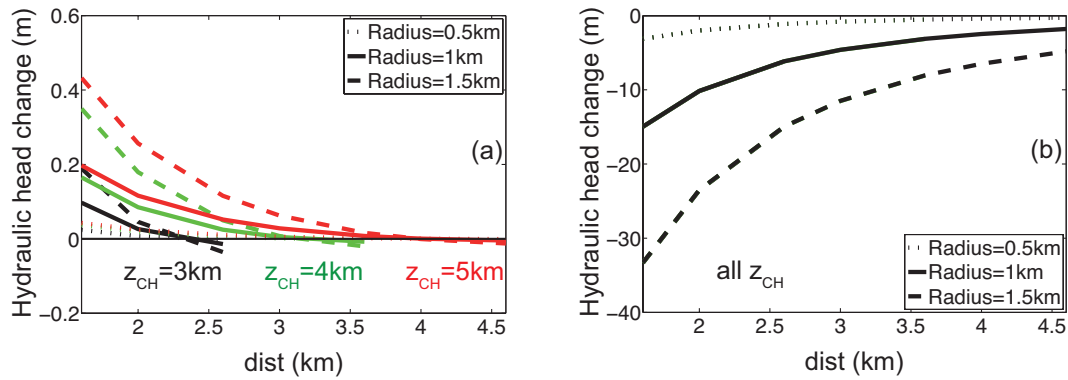 Hydraulic head change (m)
0.6
0.4
0.2
0
−0.2
Radius=0.5km
Radius=1km
Radius=1.5km
(a)
z_CH=3km
z_CH=4km
z_CH=5km
2 2.5 3 3.5 4 4.5
dist (km)
Hydraulic head change (m)
0
−10
−20
−30
−40
(b)
all z_CH
Radius=0.5km
Radius=1km
Radius=1.5km
2 2.5 3 3.5 4 4.5
dist (km)